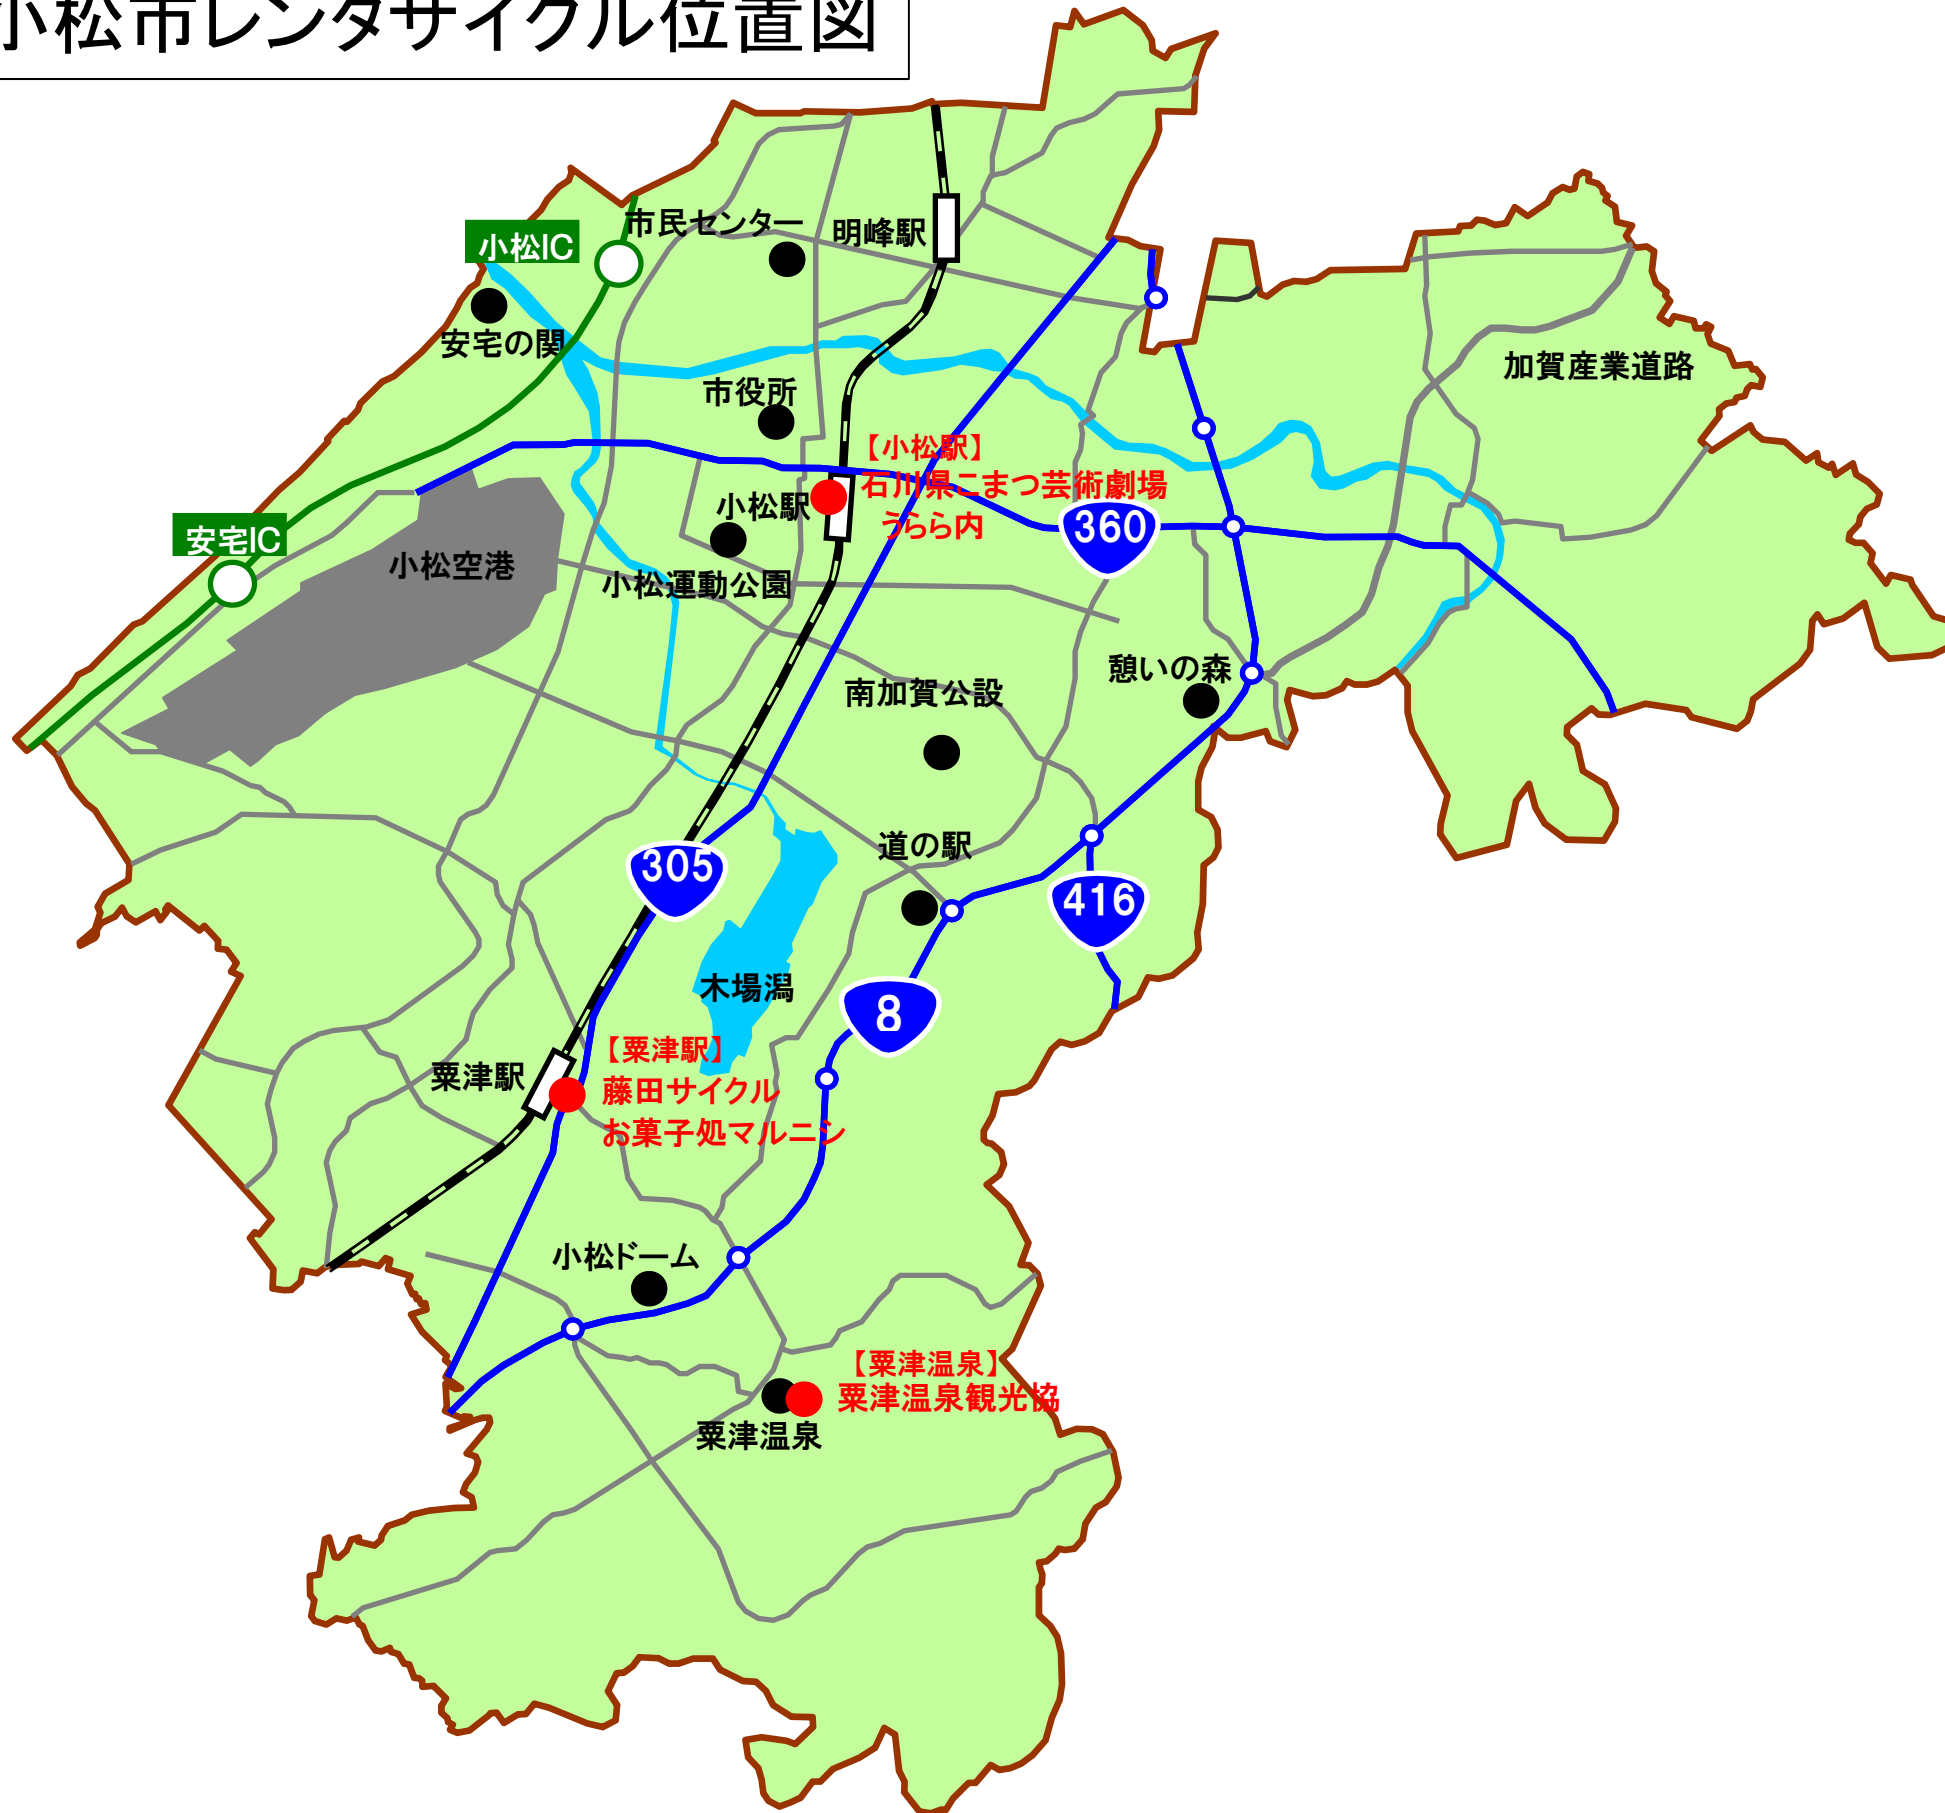 小松市レンタサイクル位置図
市民センター
明峰駅
小松IC
安宅の関
加賀産業道路
市役所
【小松駅】
石川県こまつ芸術劇場
うらら内
小松駅
360
安宅IC
小松空港
小松運動公園
憩いの森
南加賀公設
道の駅
305
416
木場潟
8
【粟津駅】
粟津駅
藤田サイクル
お菓子処マルニシ
小松ドーム
【粟津温泉】
粟津温泉観光協
粟津温泉